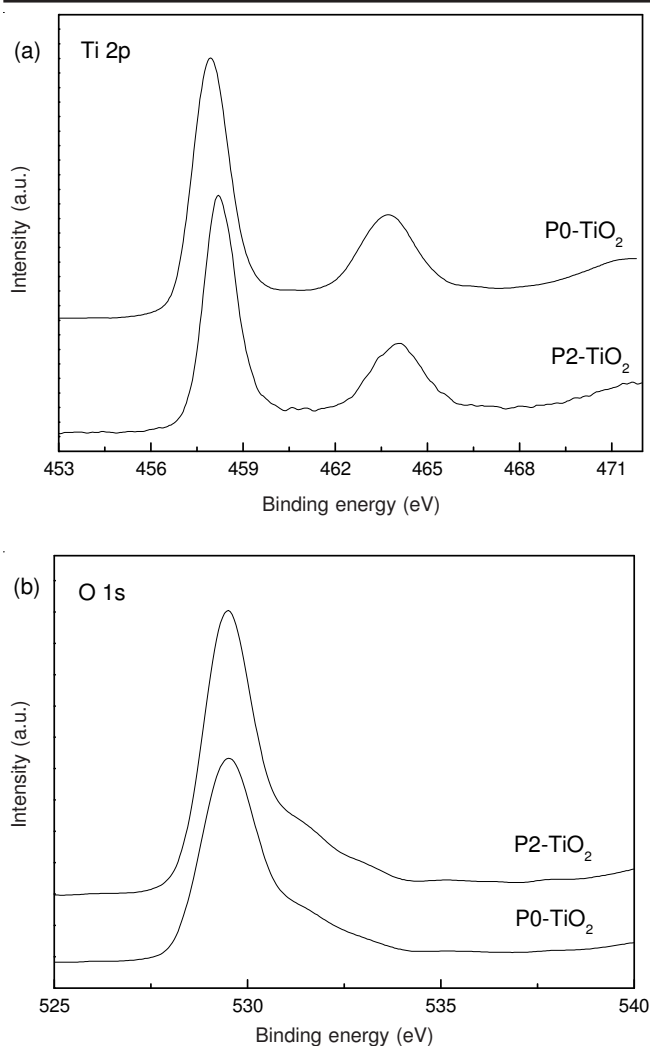 (a) Ti 2p
P0-TiO2
P2-TiO2
Intensity (a.u.)
453 456 459 462 465 468 471
Binding energy (eV)
(b) O 1s
P2-TiO2
P0-TiO2
Intensity (a.u.)
525 530 535 540
Binding energy (eV)